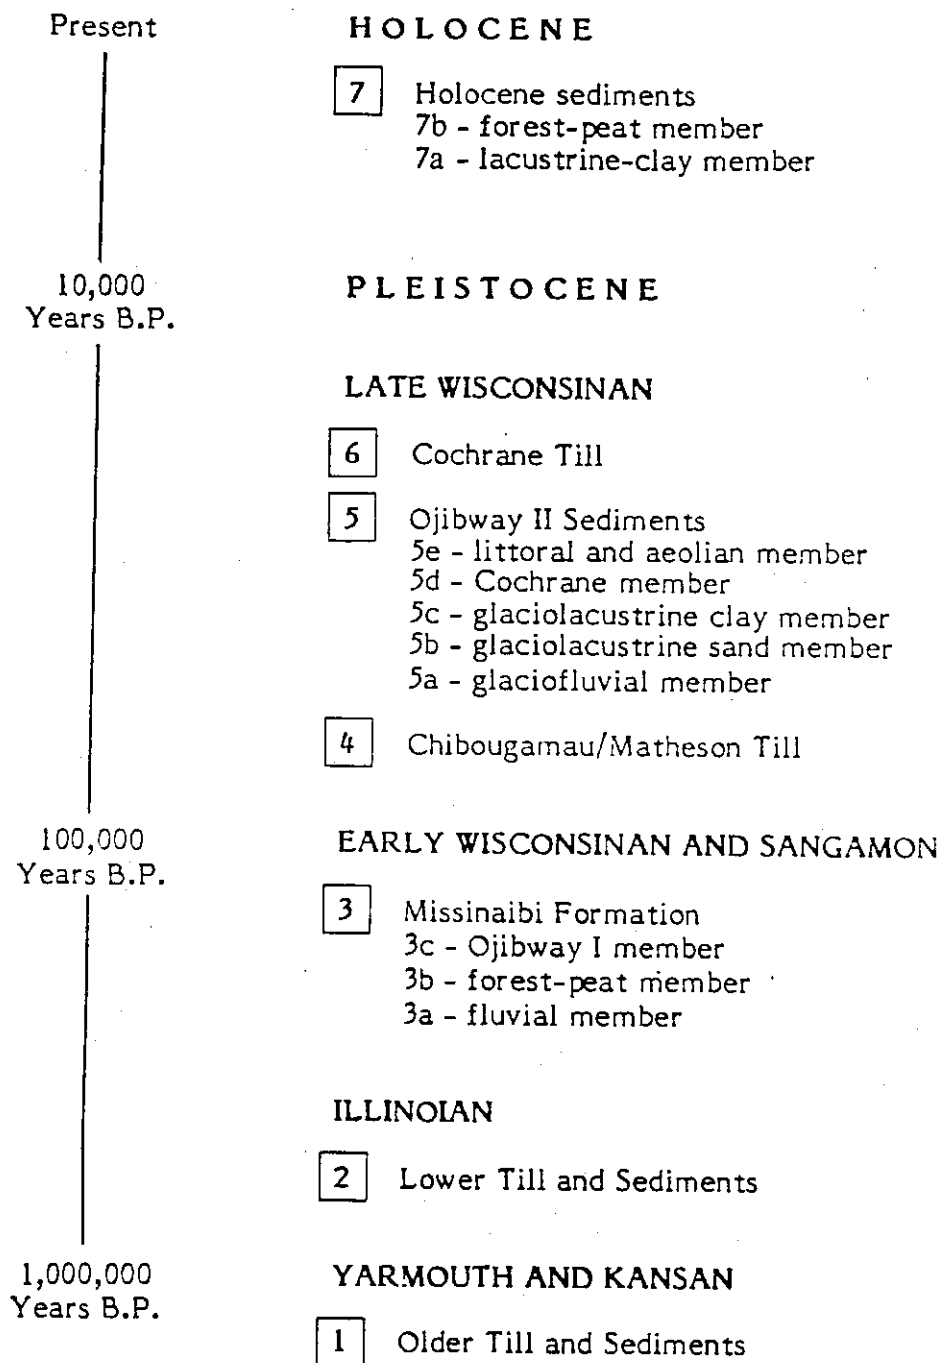 Present
HOLOCENE
7 Holocene sediments
7b - forest-peat member
7a - lacustrine-clay member
10,000
Years B.P.
PLEISTOCENE
LATE WISCONSINAN
6 Cochrane Till
5 Ojibway II Sediments
5e - littoral and aeolian member
5d - Cochrane member
5c - glaciolacustrine clay member
5b - glaciolacustrine sand member
5a - glaciofluvial member
4 Chibougamau/Matheson Till
100,000
Years B.P.
EARLY WISCONSINAN AND SANGAMON
3 Missinaibi Formation
3c - Ojibway I member
3b - forest-peat member
3a - fluvial member
ILLINOIAN
2 Lower Till and Sediments
1,000,000
Years B.P.
YARMOUTH AND KANSAN
1 Older Till and Sediments